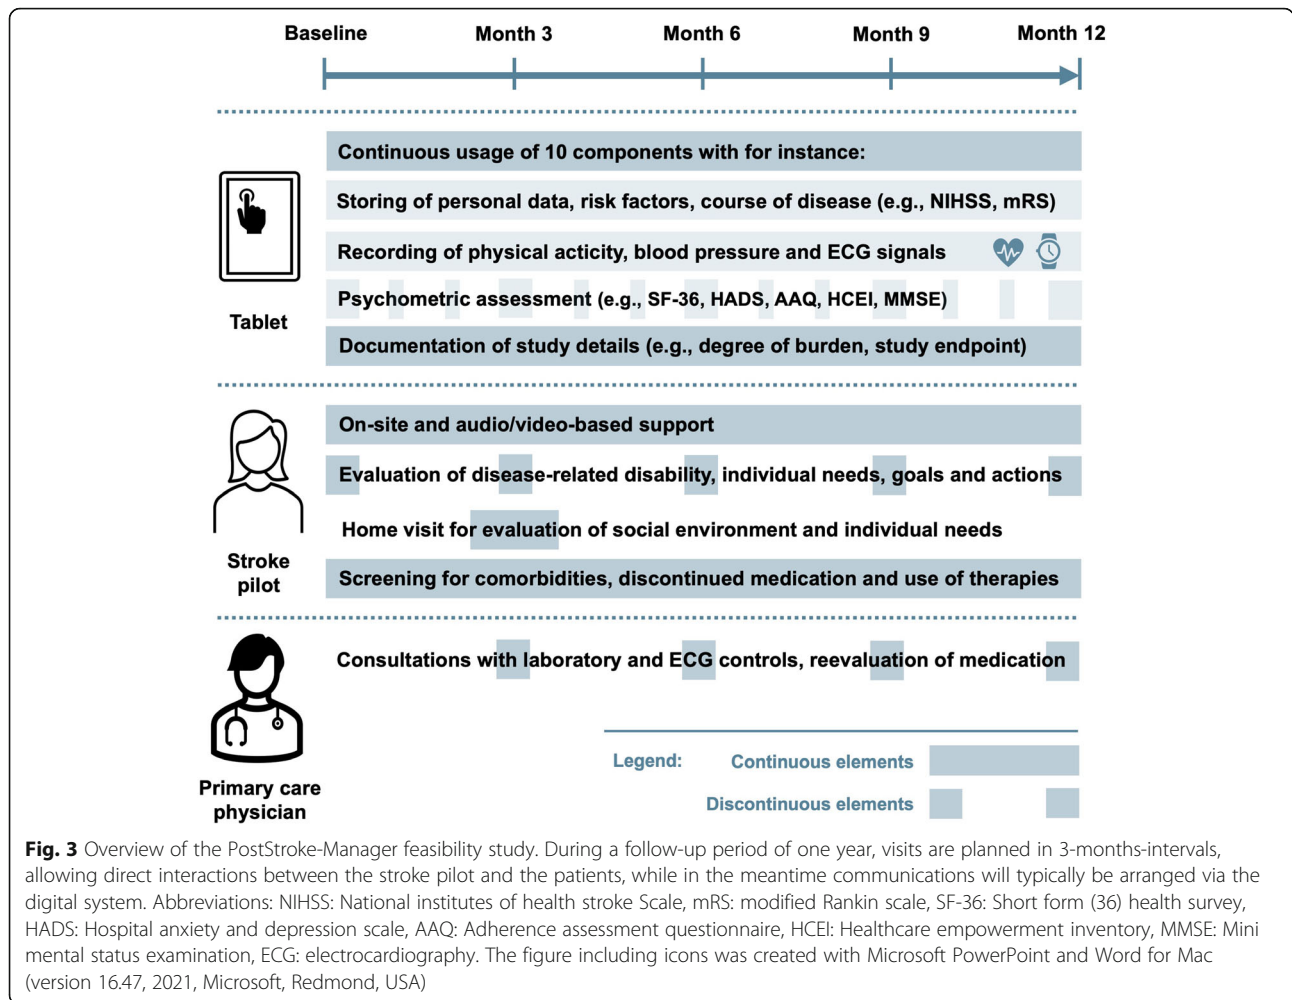 Baseline Month 3 Month 6 Month 9 Month 12
Continuous usage of 10 components with for instance:
Storing of personal data, risk factors, course of disease (e.g., NIHSS, mRS)
Recording of physical acticity, blood pressure and ECG signals
Psychometric assessment (e.g., SF-36, HADS, AAQ, HCEI, MMSE)
Tablet
Documentation of study details (e.g., degree of burden, study endpoint)
On-site and audio/video-based support
Evaluation of disease-related disability, individual needs, goals and actions
Home visit for evaluation of social environment and individual needs
Stroke
pilot
Screening for comorbidities, discontinued medication and use of therapies
Consultations with laboratory and ECG controls, reevaluation of medication
Primary care
physician
Legend: Continuous elements
Discontinuous elements
Fig. 3 Overview of the PostStroke-Manager feasibility study. During a follow-up period of one year, visits are planned in 3-months-intervals,
allowing direct interactions between the stroke pilot and the patients, while in the meantime communications will typically be arranged via the
digital system. Abbreviations: NIHSS: National institutes of health stroke Scale, mRS: modified Rankin scale, SF-36: Short form (36) health survey,
HADS: Hospital anxiety and depression scale, AAQ: Adherence assessment questionnaire, HCEI: Healthcare empowerment inventory, MMSE: Mini
mental status examination, ECG: electrocardiography. The figure including icons was created with Microsoft PowerPoint and Word for Mac
(version 16.47, 2021, Microsoft, Redmond, USA)